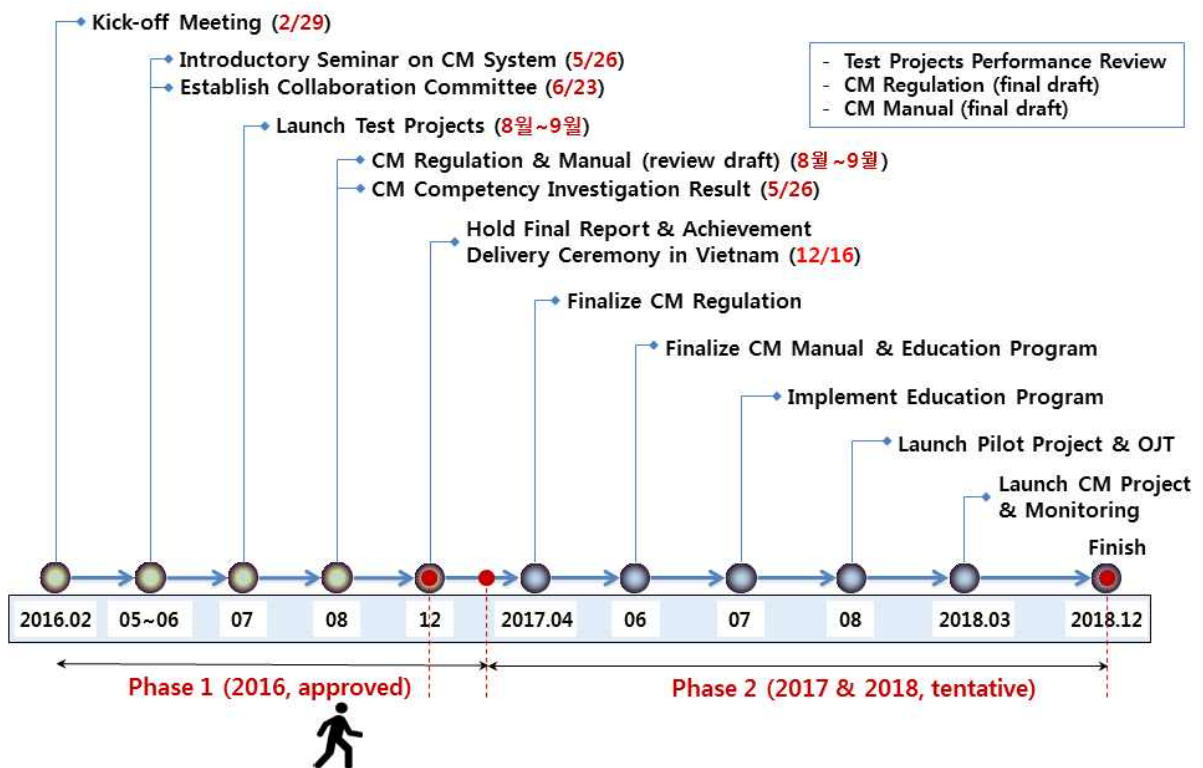 Kick-off Meeting (2/29)
Introductory Seminar on CM System (5/26)
Establish Collaboration Committee (6/23)
Launch Test Projects (8월~9월)
CM Regulation & Manual (review draft) (8월~9월)
CM Competency Investigation Result (5/26)
Hold Final Report & Achievement
Delivery Ceremony in Vietnam (12/16)
- Test Projects Performance Review
- CM Regulation (final draft)
- CM Manual (final draft)
Finalize CM Regulation
Finalize CM Manual & Education Program
Implement Education Program
Launch Pilot Project & OJT
Launch CM Project
& Monitoring
Finish
2016.02 05~06 07 08 12 2017.04 06 07 08 2018.03 2018.12
Phase 1 (2016, approved) Phase 2 (2017 & 2018, tentative)